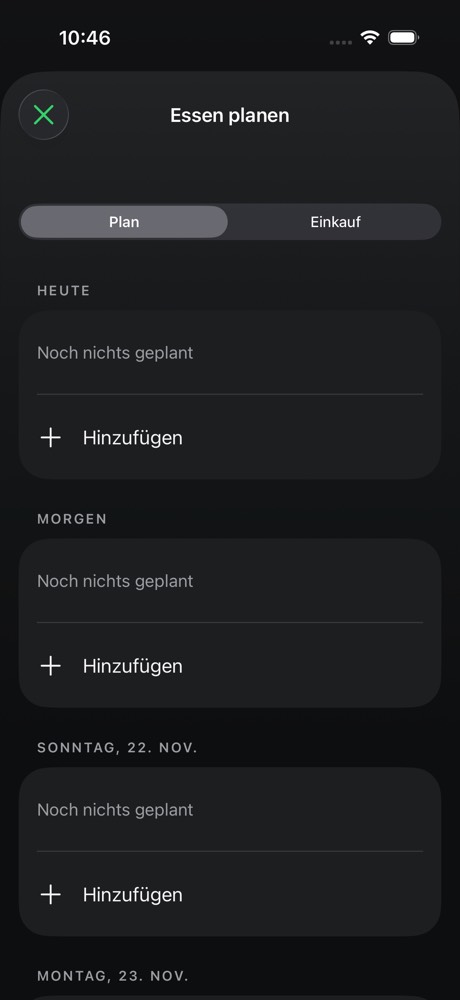 10:46
Essen planen
Plan
Einkauf
HEUTE
Noch nichts geplant
Hinzufügen
MORGEN
Noch nichts geplant
Hinzufügen
SONNTAG, 22. NOV.
Noch nichts geplant
Hinzufügen
MONTAG, 23. NOV.